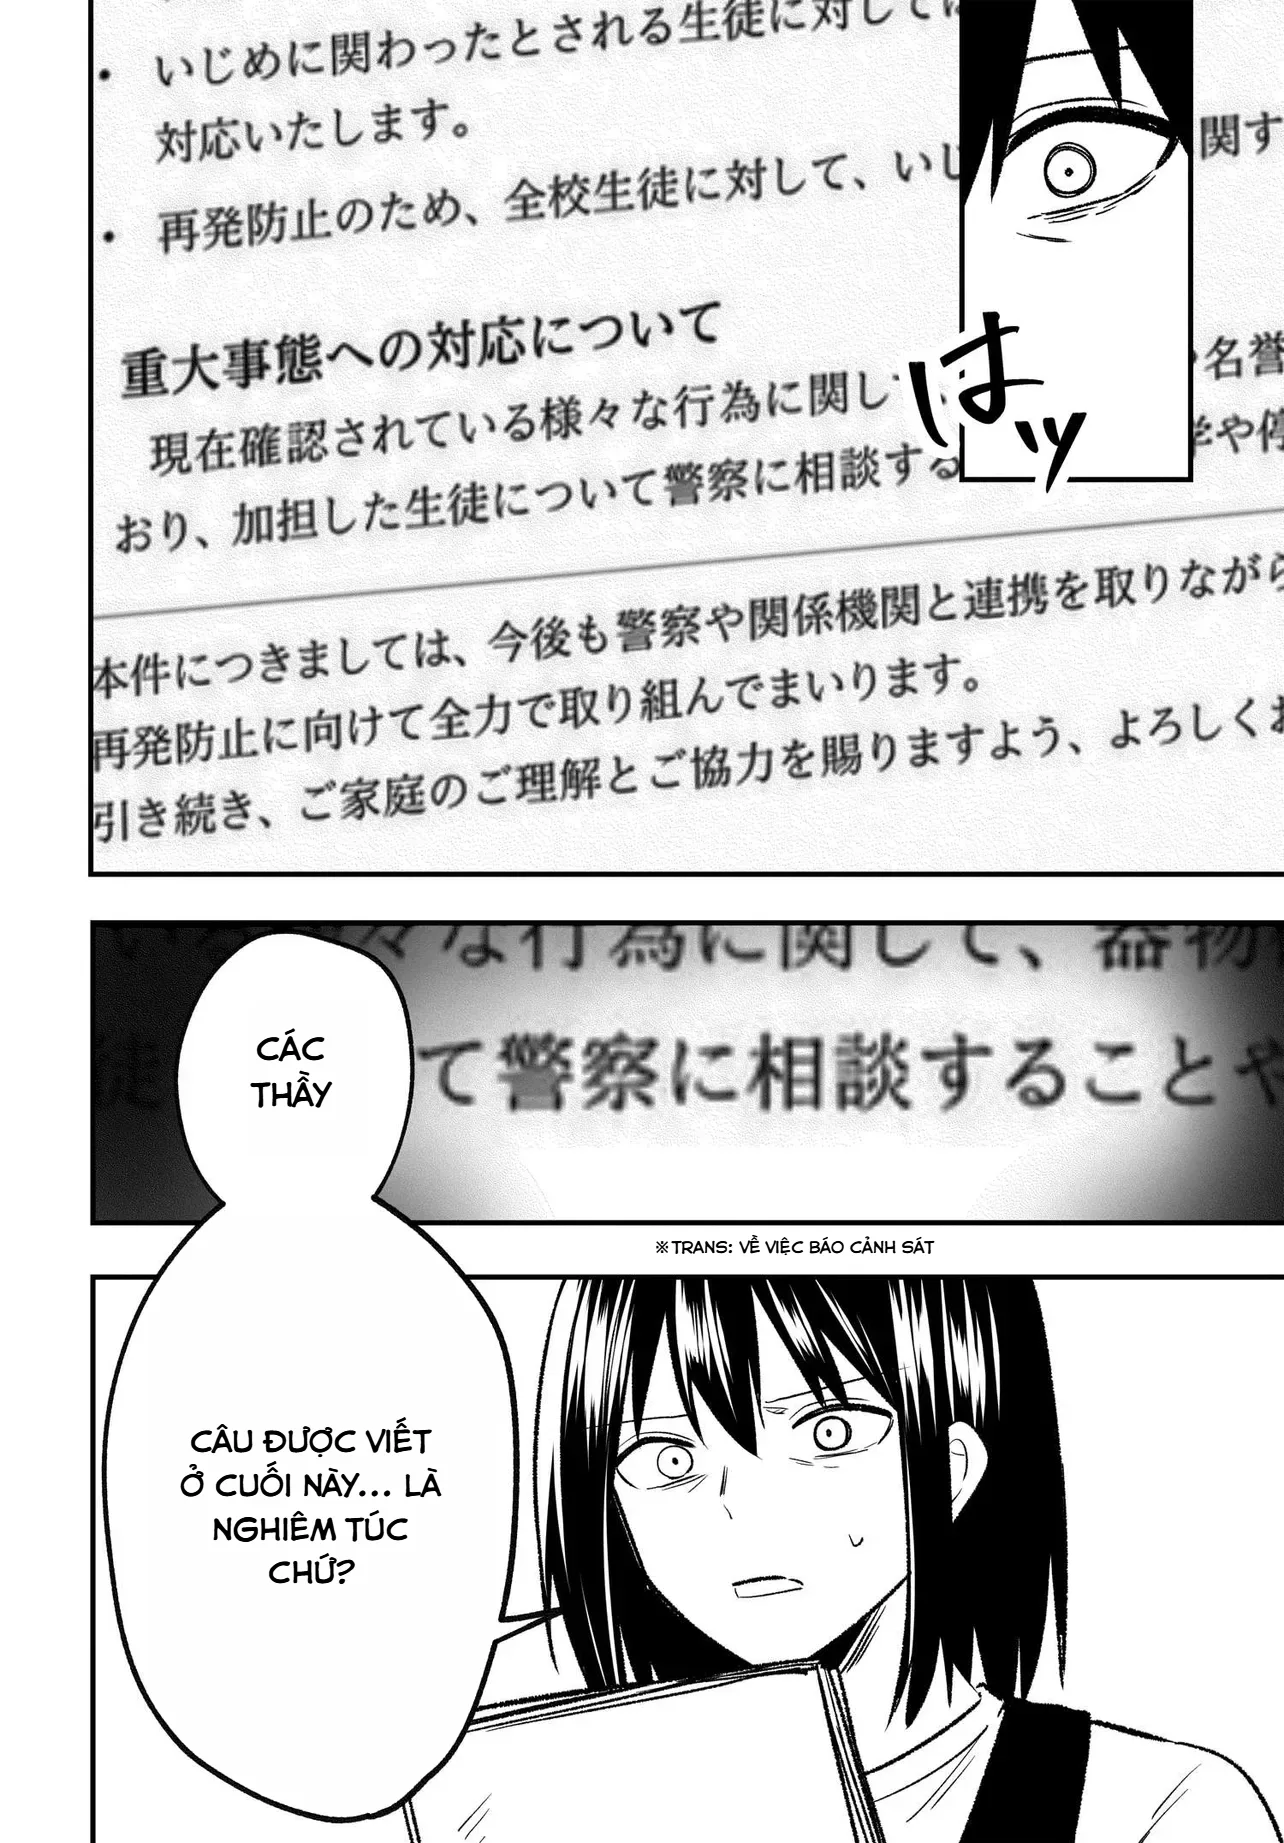 ・いじめに関わったとされる生徒に対しては
対応いたします。
・再発防止のため、全校生徒に対して、いじ
関す
重大事態への対応について
現在確認されている様々な行為に関して
名誉
おり、加担した生徒について警察に相談する
学や停
本件につきましては、今後も警察や関係機関と連携を取りながら
再発防止に向けて全力で取り組んでまいります。
引き続き、ご家庭のご理解とご協力を賜りますよう、よろしくお
はッ
々な行為に関して、器物
徒
て警察に相談することや
CÁC
THẦY
※TRANS: VỀ VIỆC BÁO CẢNH SÁT
CÂU ĐƯỢC VIẾT
Ở CUỐI NÀY... LÀ
NGHIÊM TÚC
CHỨ?